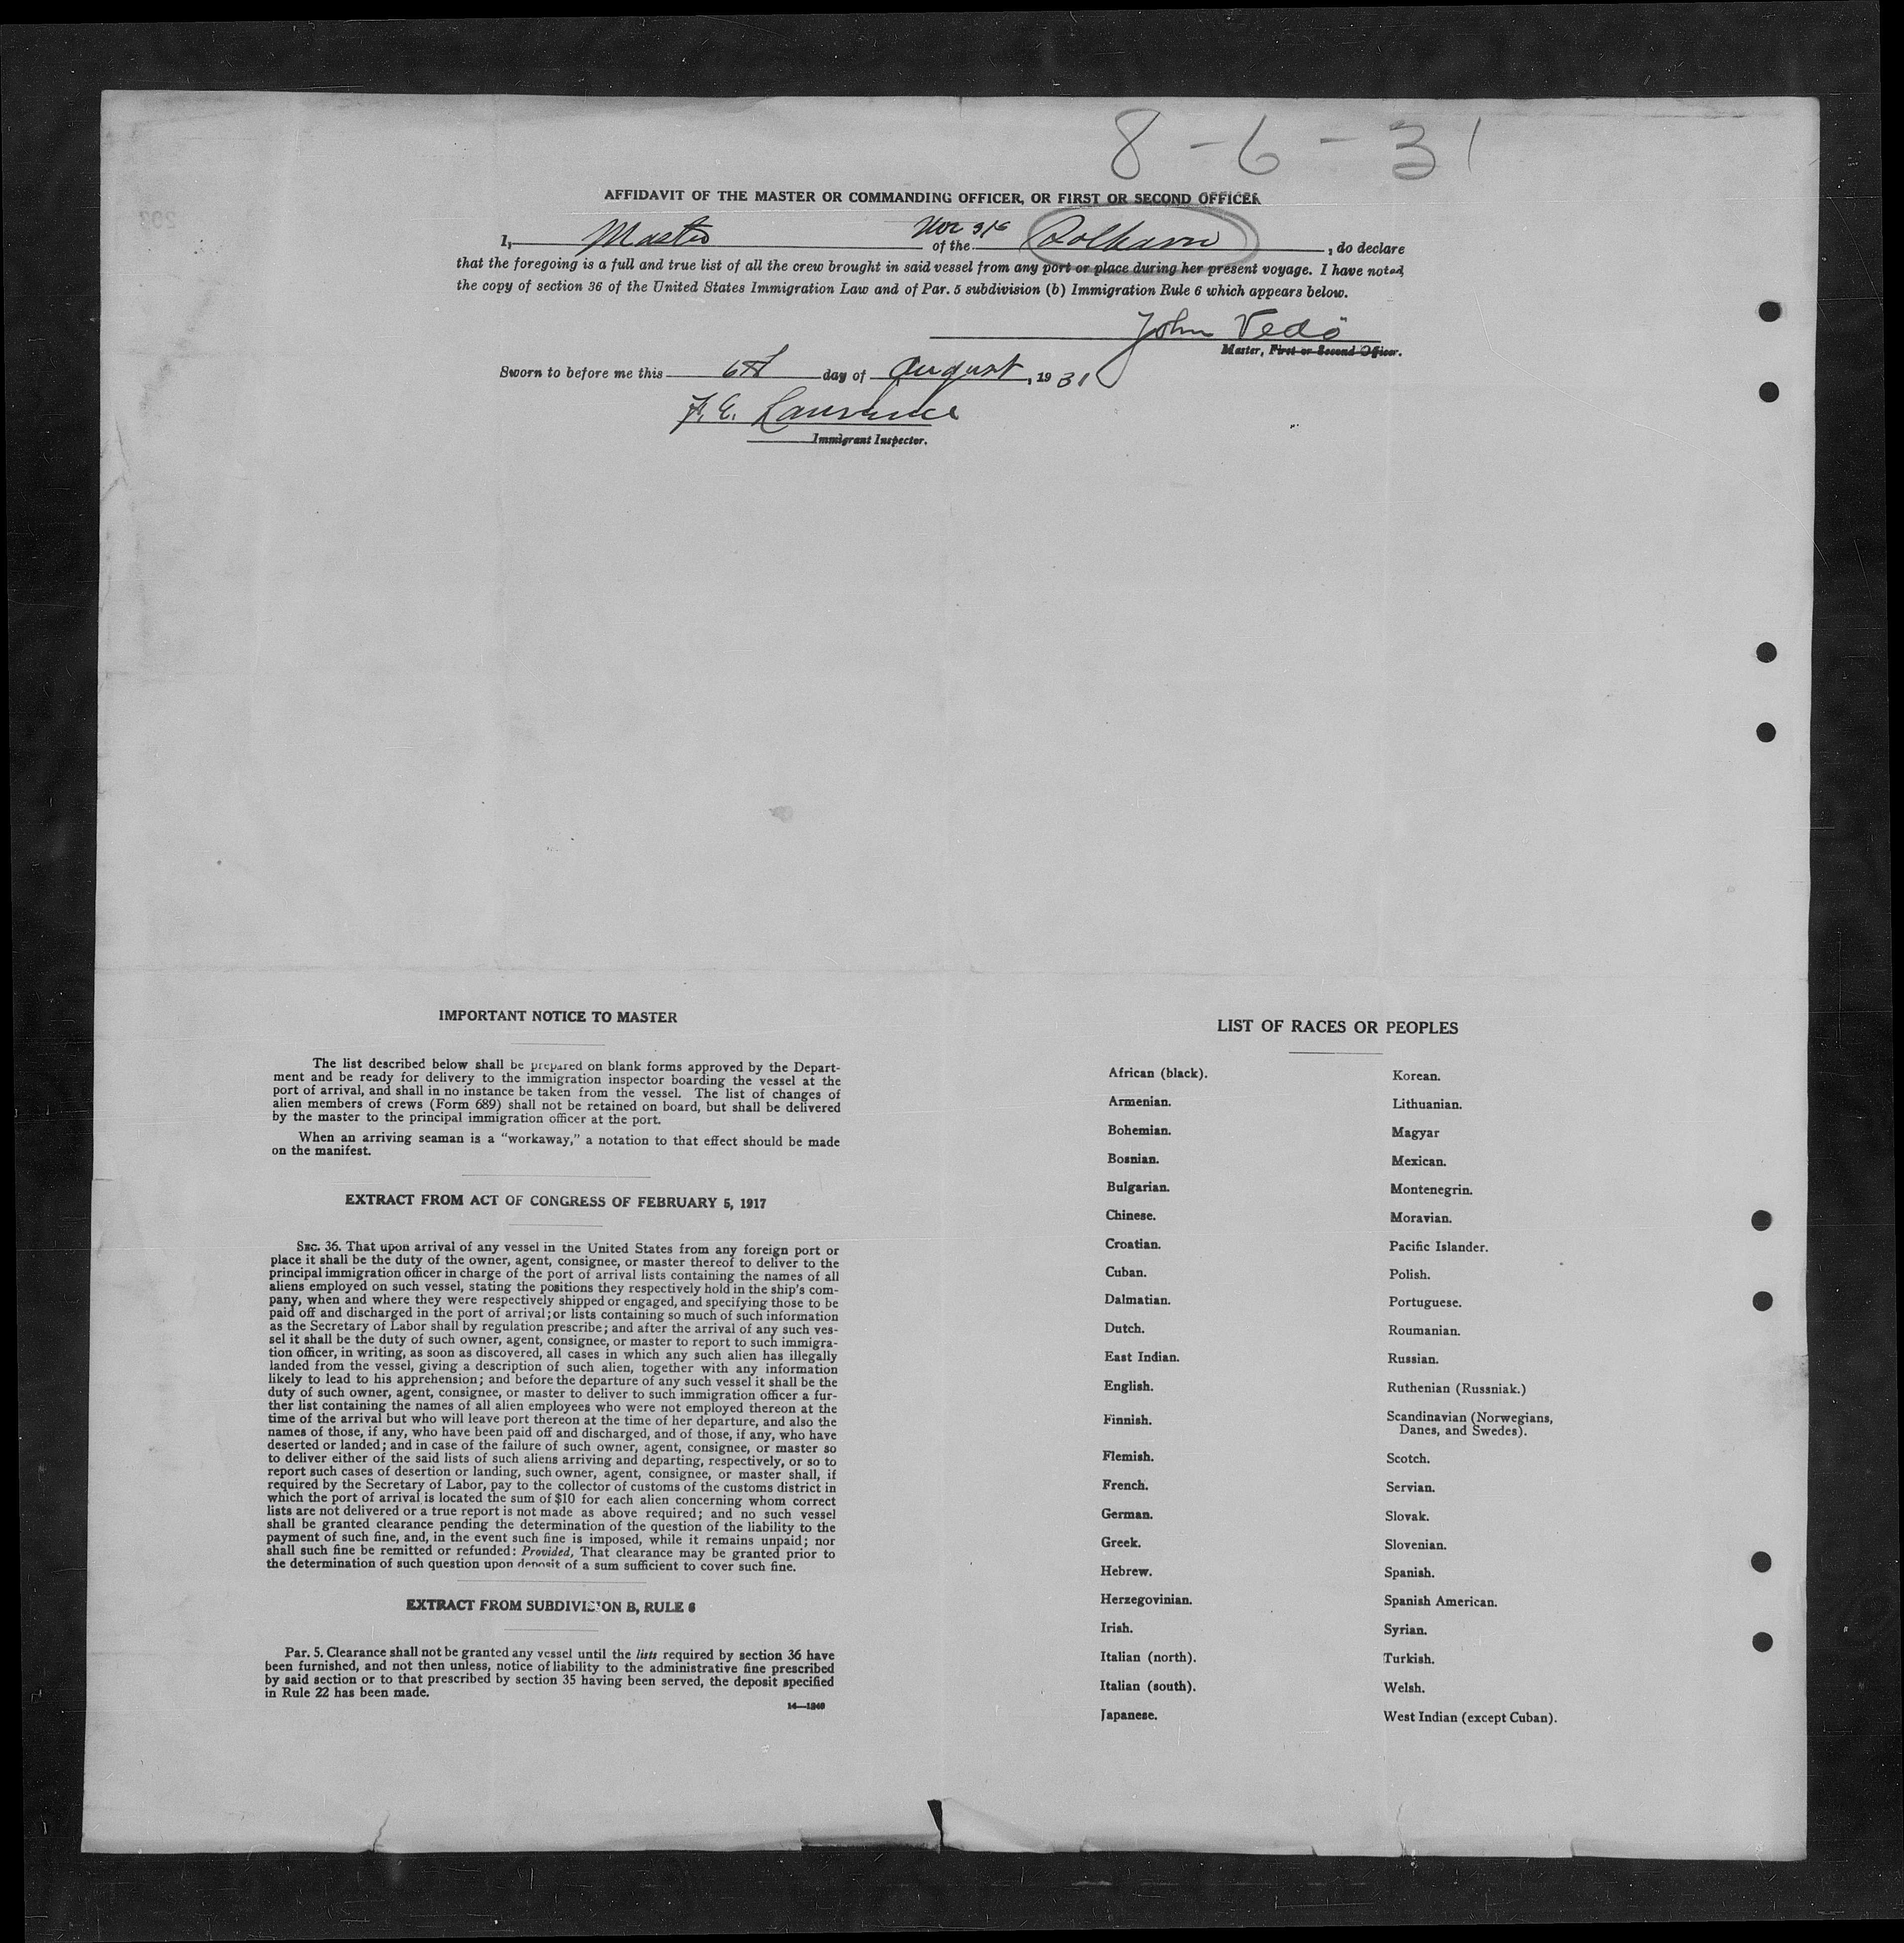 8-6-31
AFFIDAVIT OF THE MASTER OR COMMANDING OFFICER, OR FIRST OR SECOND OFFICER
I, Master Nor S/S of the Solhavn, do declare
that the foregoing is a full and true list of all the crew brought in said vessel from any port or place during her present voyage. I have noted
the copy of section 36 of the United States Immigration Law and of Par. 5 subdivision (b) Immigration Rule 6 which appears below.
John Vedö
Master, First or Second Officer.
Sworn to before me this 6th day of August, 1931
F. E. Lawrence
Immigrant Inspector.
IMPORTANT NOTICE TO MASTER
The list described below shall be prepared on blank forms approved by the Depart-
ment and be ready for delivery to the immigration inspector boarding the vessel at the
port of arrival, and shall in no instance be taken from the vessel. The list of changes of
alien members of crews (Form 689) shall not be retained on board, but shall be delivered
by the master to the principal immigration officer at the port.
When an arriving seaman is a “workaway,” a notation to that effect should be made
on the manifest.
EXTRACT FROM ACT OF CONGRESS OF FEBRUARY 5, 1917
SEC. 36. That upon arrival of any vessel in the United States from any foreign port or
place it shall be the duty of the owner, agent, consignee, or master thereof to deliver to the
principal immigration officer in charge of the port of arrival lists containing the names of all
aliens employed on such vessel, stating the positions they respectively hold in the ship's com-
pany, when and where they were respectively shipped or engaged, and specifying those to be
paid off and discharged in the port of arrival; or lists containing so much of such information
as the Secretary of Labor shall by regulation prescribe; and after the arrival of any such ves-
sel it shall be the duty of such owner, agent, consignee, or master to report to such immigra-
tion officer, in writing, as soon as discovered, all cases in which any such alien has illegally
landed from the vessel, giving a description of such alien, together with any information
likely to lead to his apprehension; and before the departure of any such vessel it shall be the
duty of such owner, agent, consignee, or master to deliver to such immigration officer a fur-
ther list containing the names of all alien employees who were not employed thereon at the
time of the arrival but who will leave port thereon at the time of her departure, and also the
names of those, if any, who have been paid off and discharged, and of those, if any, who have
deserted or landed; and in case of the failure of such owner, agent, consignee, or master so
to deliver either of the said lists of such aliens arriving and departing, respectively, or so to
report such cases of desertion or landing, such owner, agent, consignee, or master shall, if
required by the Secretary of Labor, pay to the collector of customs of the customs district in
which the port of arrival is located the sum of $10 for each alien concerning whom correct
lists are not delivered or a true report is not made as above required; and no such vessel
shall be granted clearance pending the determination of the question of the liability to the
payment of such fine, and, in the event such fine is imposed, while it remains unpaid; nor
shall such fine be remitted or refunded: Provided, That clearance may be granted prior to
the determination of such question upon deposit of a sum sufficient to cover such fine.
EXTRACT FROM SUBDIVISION B, RULE 6
Par. 5. Clearance shall not be granted any vessel until the lists required by section 36 have
been furnished, and not then unless, notice of liability to the administrative fine prescribed
by said section or to that prescribed by section 35 having been served, the deposit specified
in Rule 22 has been made.
14—1240
LIST OF RACES OR PEOPLES
African (black).
Armenian.
Bohemian.
Bosnian.
Bulgarian.
Chinese.
Croatian.
Cuban.
Dalmatian.
Dutch.
East Indian.
English.
Finnish.
Flemish.
French.
German.
Greek.
Hebrew.
Herzegovinian.
Irish.
Italian (north).
Italian (south).
Japanese.
Korean.
Lithuanian.
Magyar
Mexican.
Montenegrin.
Moravian.
Pacific Islander.
Polish.
Portuguese.
Roumanian.
Russian.
Ruthenian (Russniak.)
Scandinavian (Norwegians,
Danes, and Swedes).
Scotch.
Servian.
Slovak.
Slovenian.
Spanish.
Spanish American.
Syrian.
Turkish.
Welsh.
West Indian (except Cuban).